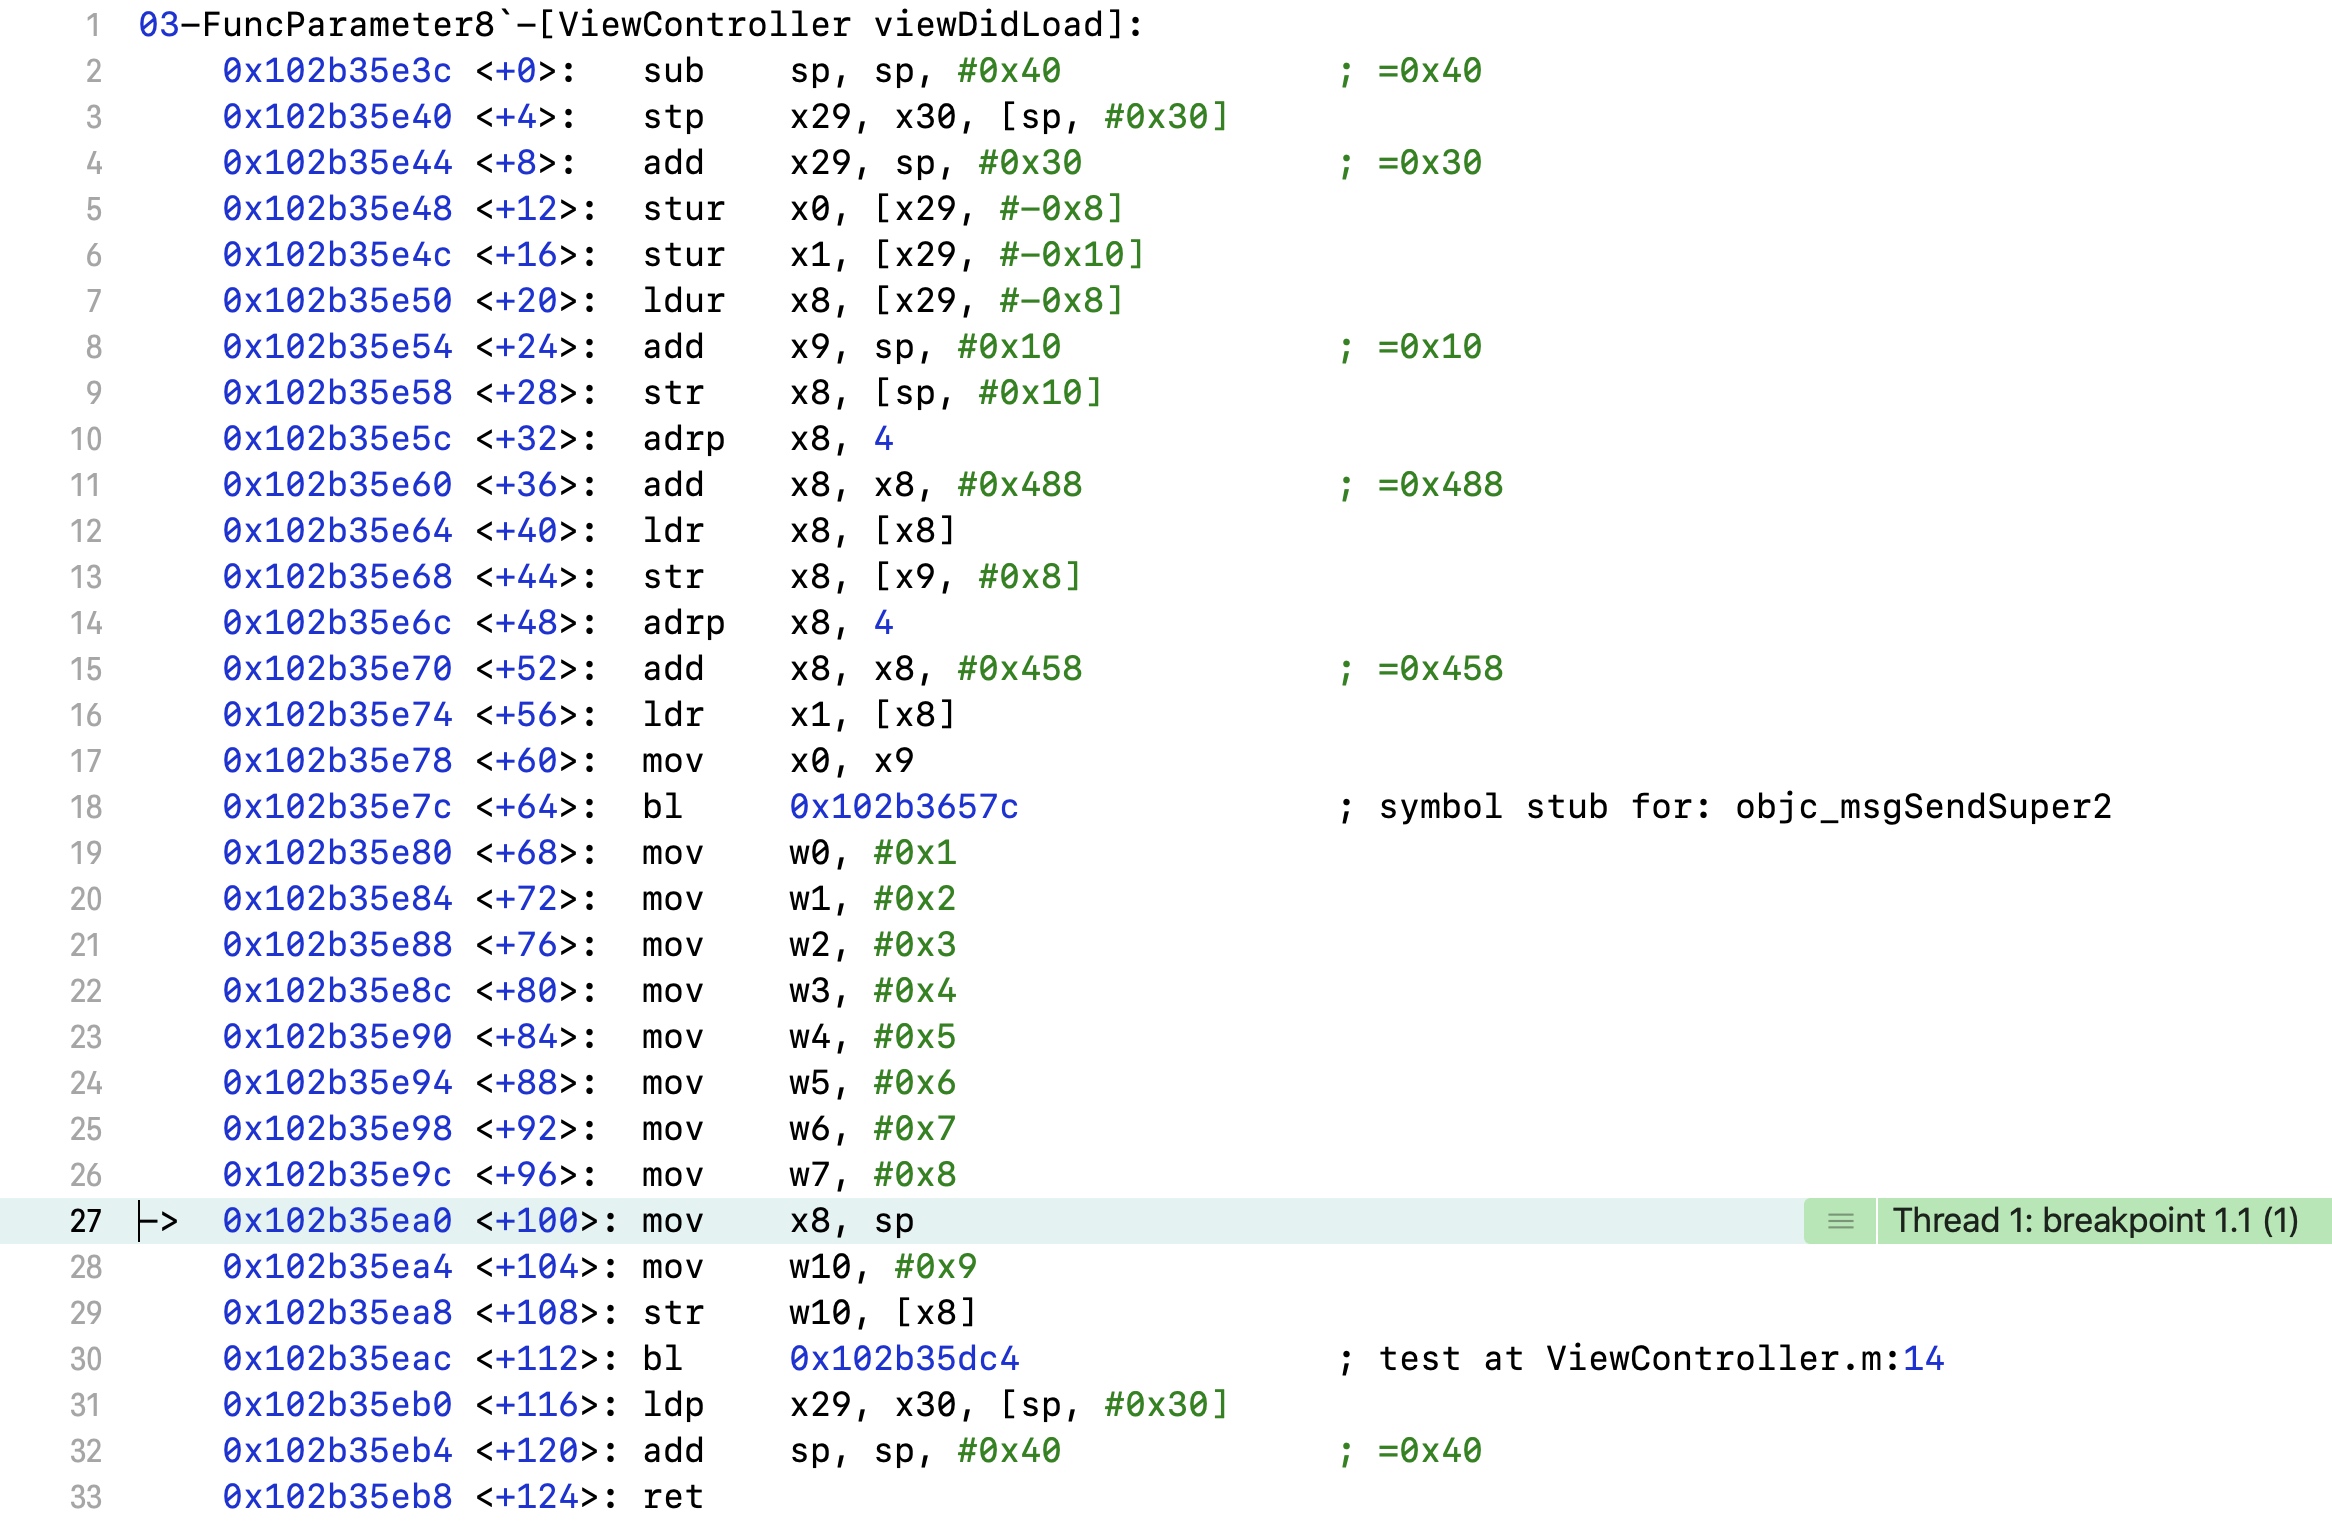 1 03-FuncParameter8`-[ViewController viewDidLoad]:
2 0x102b35e3c <+0>: sub sp, sp, #0x40 ; =0x40
3 0x102b35e40 <+4>: stp x29, x30, [sp, #0x30]
4 0x102b35e44 <+8>: add x29, sp, #0x30 ; =0x30
5 0x102b35e48 <+12>: stur x0, [x29, #-0x8]
6 0x102b35e4c <+16>: stur x1, [x29, #-0x10]
7 0x102b35e50 <+20>: ldur x8, [x29, #-0x8]
8 0x102b35e54 <+24>: add x9, sp, #0x10 ; =0x10
9 0x102b35e58 <+28>: str x8, [sp, #0x10]
10 0x102b35e5c <+32>: adrp x8, 4
11 0x102b35e60 <+36>: add x8, x8, #0x488 ; =0x488
12 0x102b35e64 <+40>: ldr x8, [x8]
13 0x102b35e68 <+44>: str x8, [x9, #0x8]
14 0x102b35e6c <+48>: adrp x8, 4
15 0x102b35e70 <+52>: add x8, x8, #0x458 ; =0x458
16 0x102b35e74 <+56>: ldr x1, [x8]
17 0x102b35e78 <+60>: mov x0, x9
18 0x102b35e7c <+64>: bl 0x102b3657c ; symbol stub for: objc_msgSendSuper2
19 0x102b35e80 <+68>: mov w0, #0x1
20 0x102b35e84 <+72>: mov w1, #0x2
21 0x102b35e88 <+76>: mov w2, #0x3
22 0x102b35e8c <+80>: mov w3, #0x4
23 0x102b35e90 <+84>: mov w4, #0x5
24 0x102b35e94 <+88>: mov w5, #0x6
25 0x102b35e98 <+92>: mov w6, #0x7
26 0x102b35e9c <+96>: mov w7, #0x8
27 -> 0x102b35ea0 <+100>: mov x8, sp Thread 1: breakpoint 1.1 (1)
28 0x102b35ea4 <+104>: mov w10, #0x9
29 0x102b35ea8 <+108>: str w10, [x8]
30 0x102b35eac <+112>: bl 0x102b35dc4 ; test at ViewController.m:14
31 0x102b35eb0 <+116>: ldp x29, x30, [sp, #0x30]
32 0x102b35eb4 <+120>: add sp, sp, #0x40 ; =0x40
33 0x102b35eb8 <+124>: ret